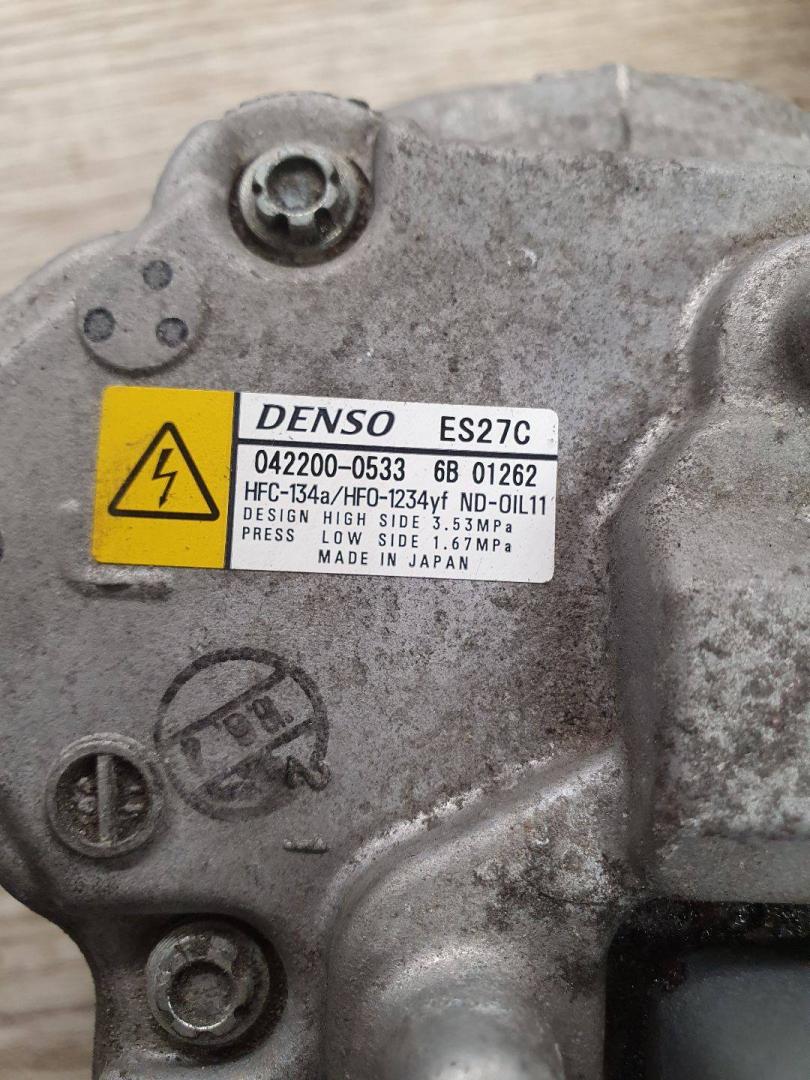 DENSO ES27C
042200-0533 6B 01262
HFC-134a/HFO-1234yf ND-OIL11
DESIGN HIGH SIDE 3.53MPa
PRESS LOW SIDE 1.67MPa
MADE IN JAPAN